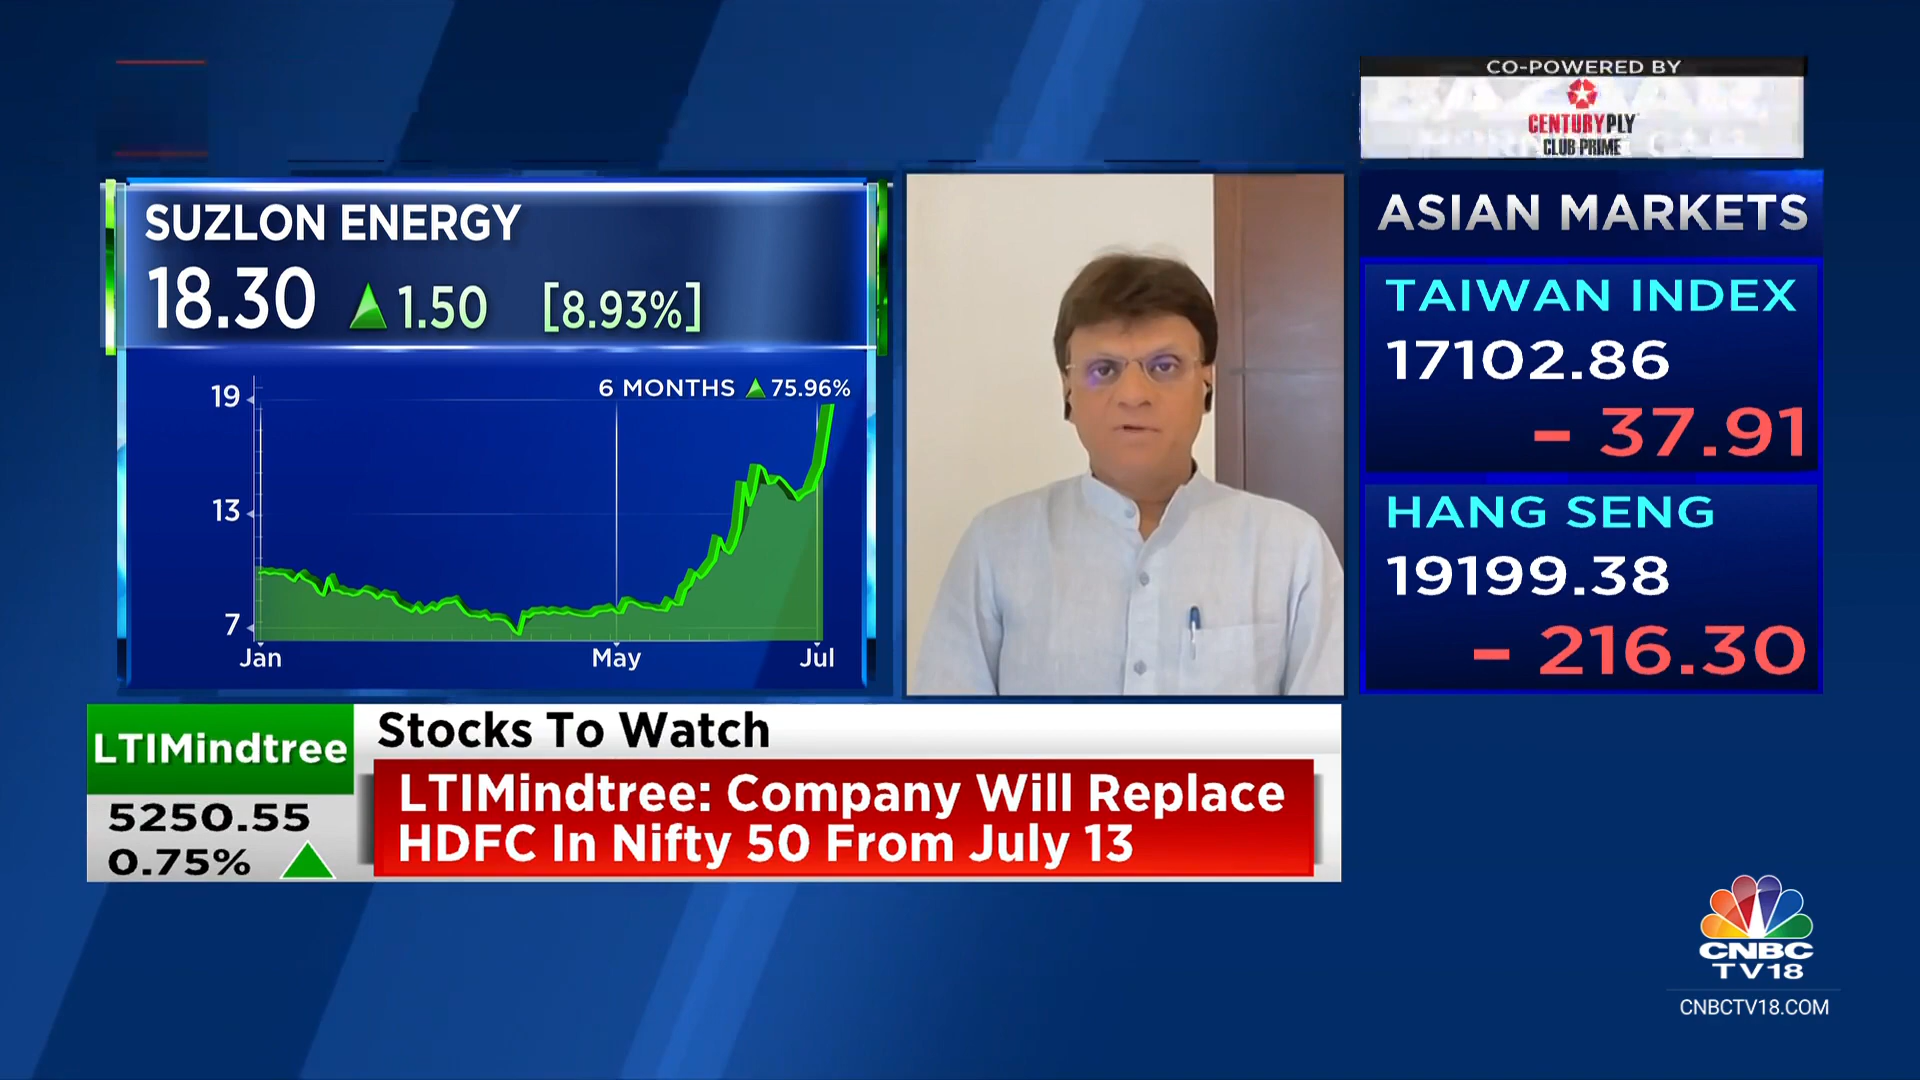 CO-POWERED BY
CENTURYPLY
CLUB PRIME
SUZLON ENERGY
18.30 1.50 [8.93%]
6 MONTHS 75.96%
19
13
7
Jan May Jul
ASIAN MARKETS
TAIWAN INDEX
17102.86
- 37.91
HANG SENG
19199.38
- 216.30
LTIMindtree
5250.55
0.75%
Stocks To Watch
LTIMindtree: Company Will Replace
HDFC In Nifty 50 From July 13
CNBC
TV18
CNBCTV18.COM